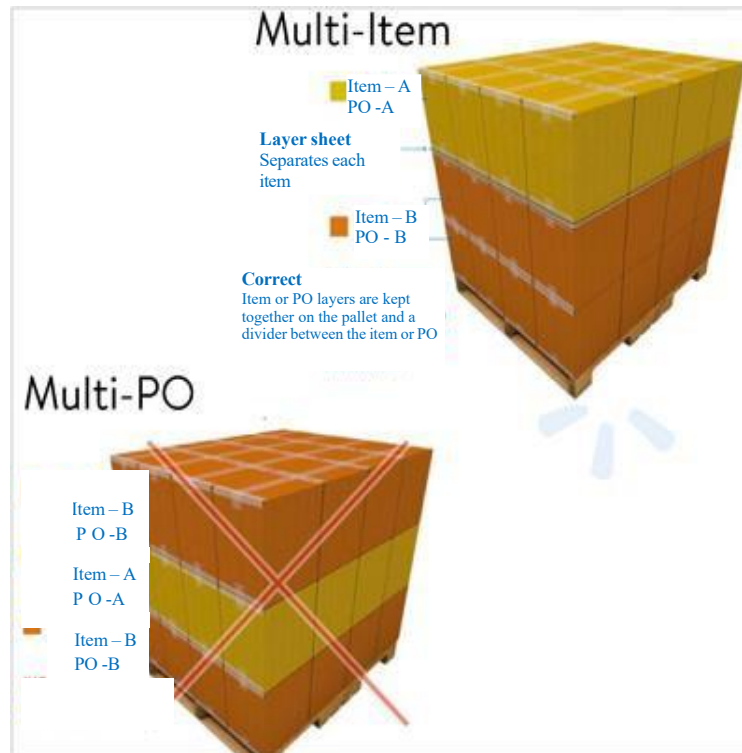 Multi-Item
Item – A
PO -A
Layer sheet
Separates each
item
Item – B
PO - B
Correct
Item or PO layers are kept
together on the pallet and a
divider between the item or PO
Multi-PO
Item – B
P O -B
Item – A
P O -A
Item – B
PO -B